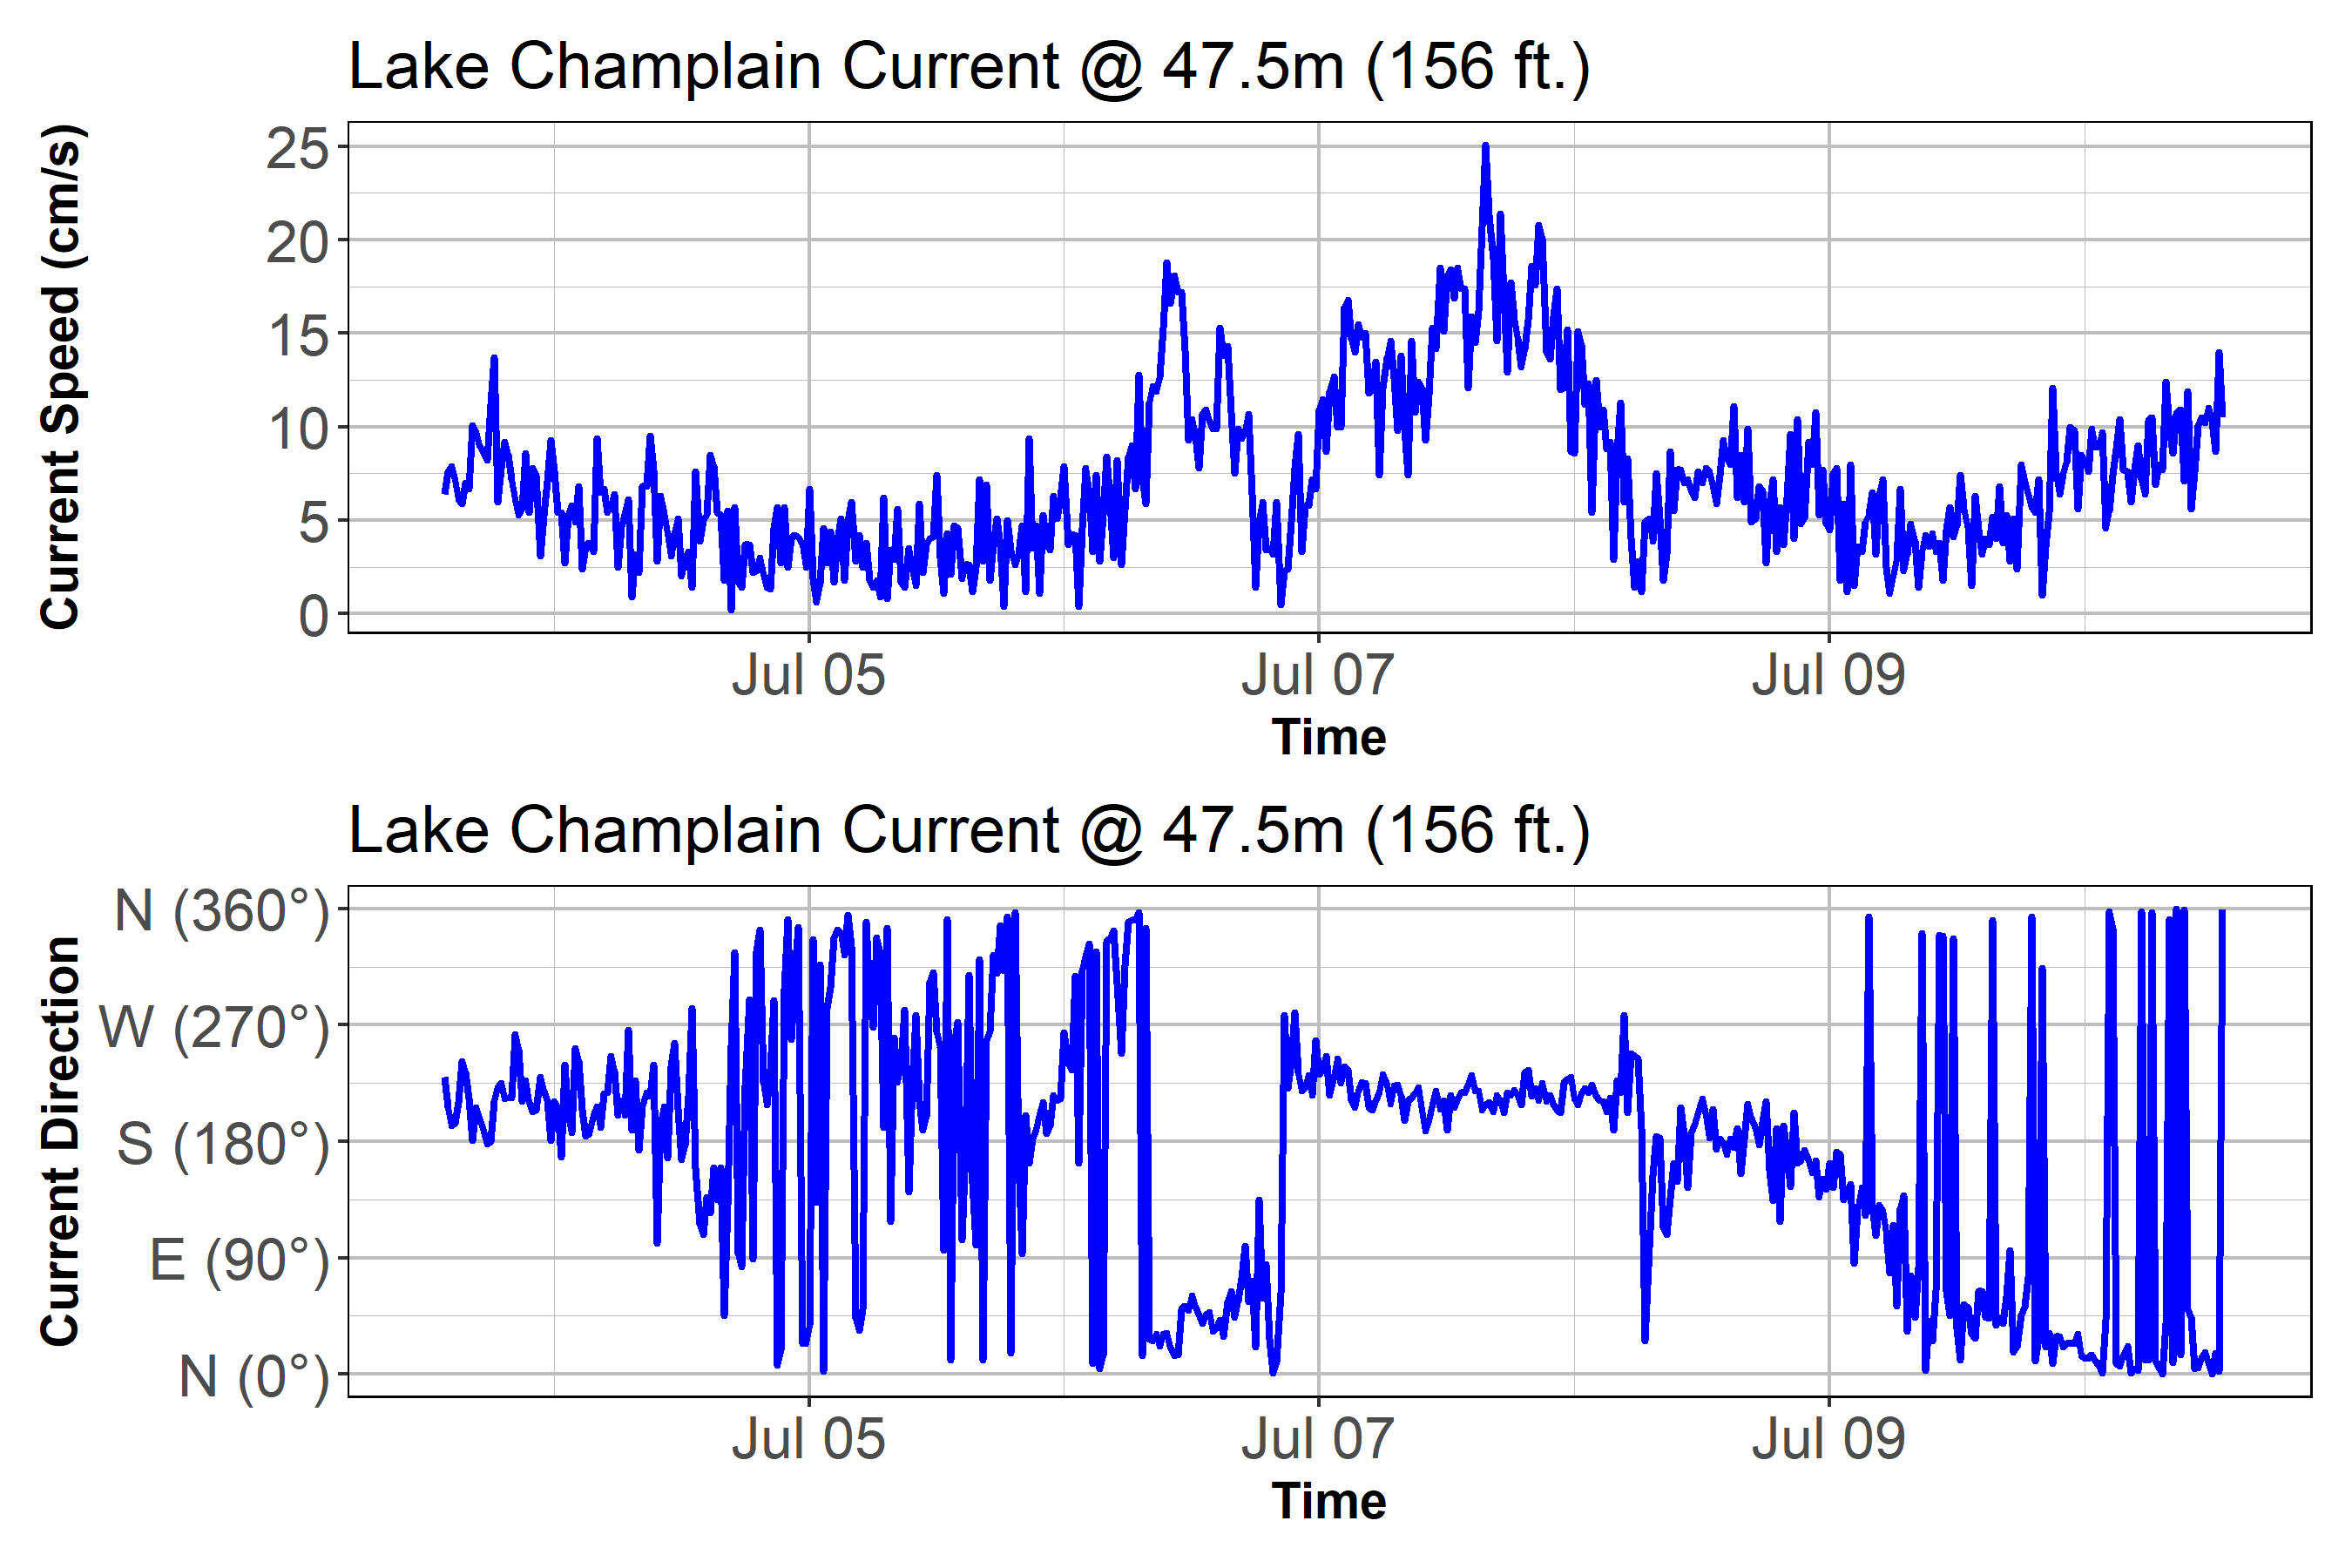 Lake Champlain Current @ 47.5m (156 ft.)
Current Speed (cm/s)
25
20
15
10
5
0
Jul 05 Jul 07 Jul 09
Time
Lake Champlain Current @ 47.5m (156 ft.)
Current Direction
N (360°)
W (270°)
S (180°)
E (90°)
N (0°)
Jul 05 Jul 07 Jul 09
Time